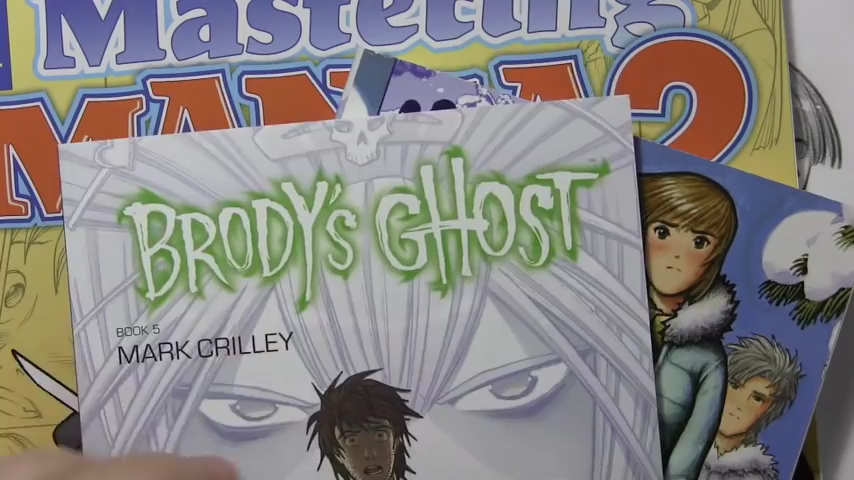 Mastering
MANGA 2
BRODY'S GHOST
BOOK 5
MARK CRILLEY